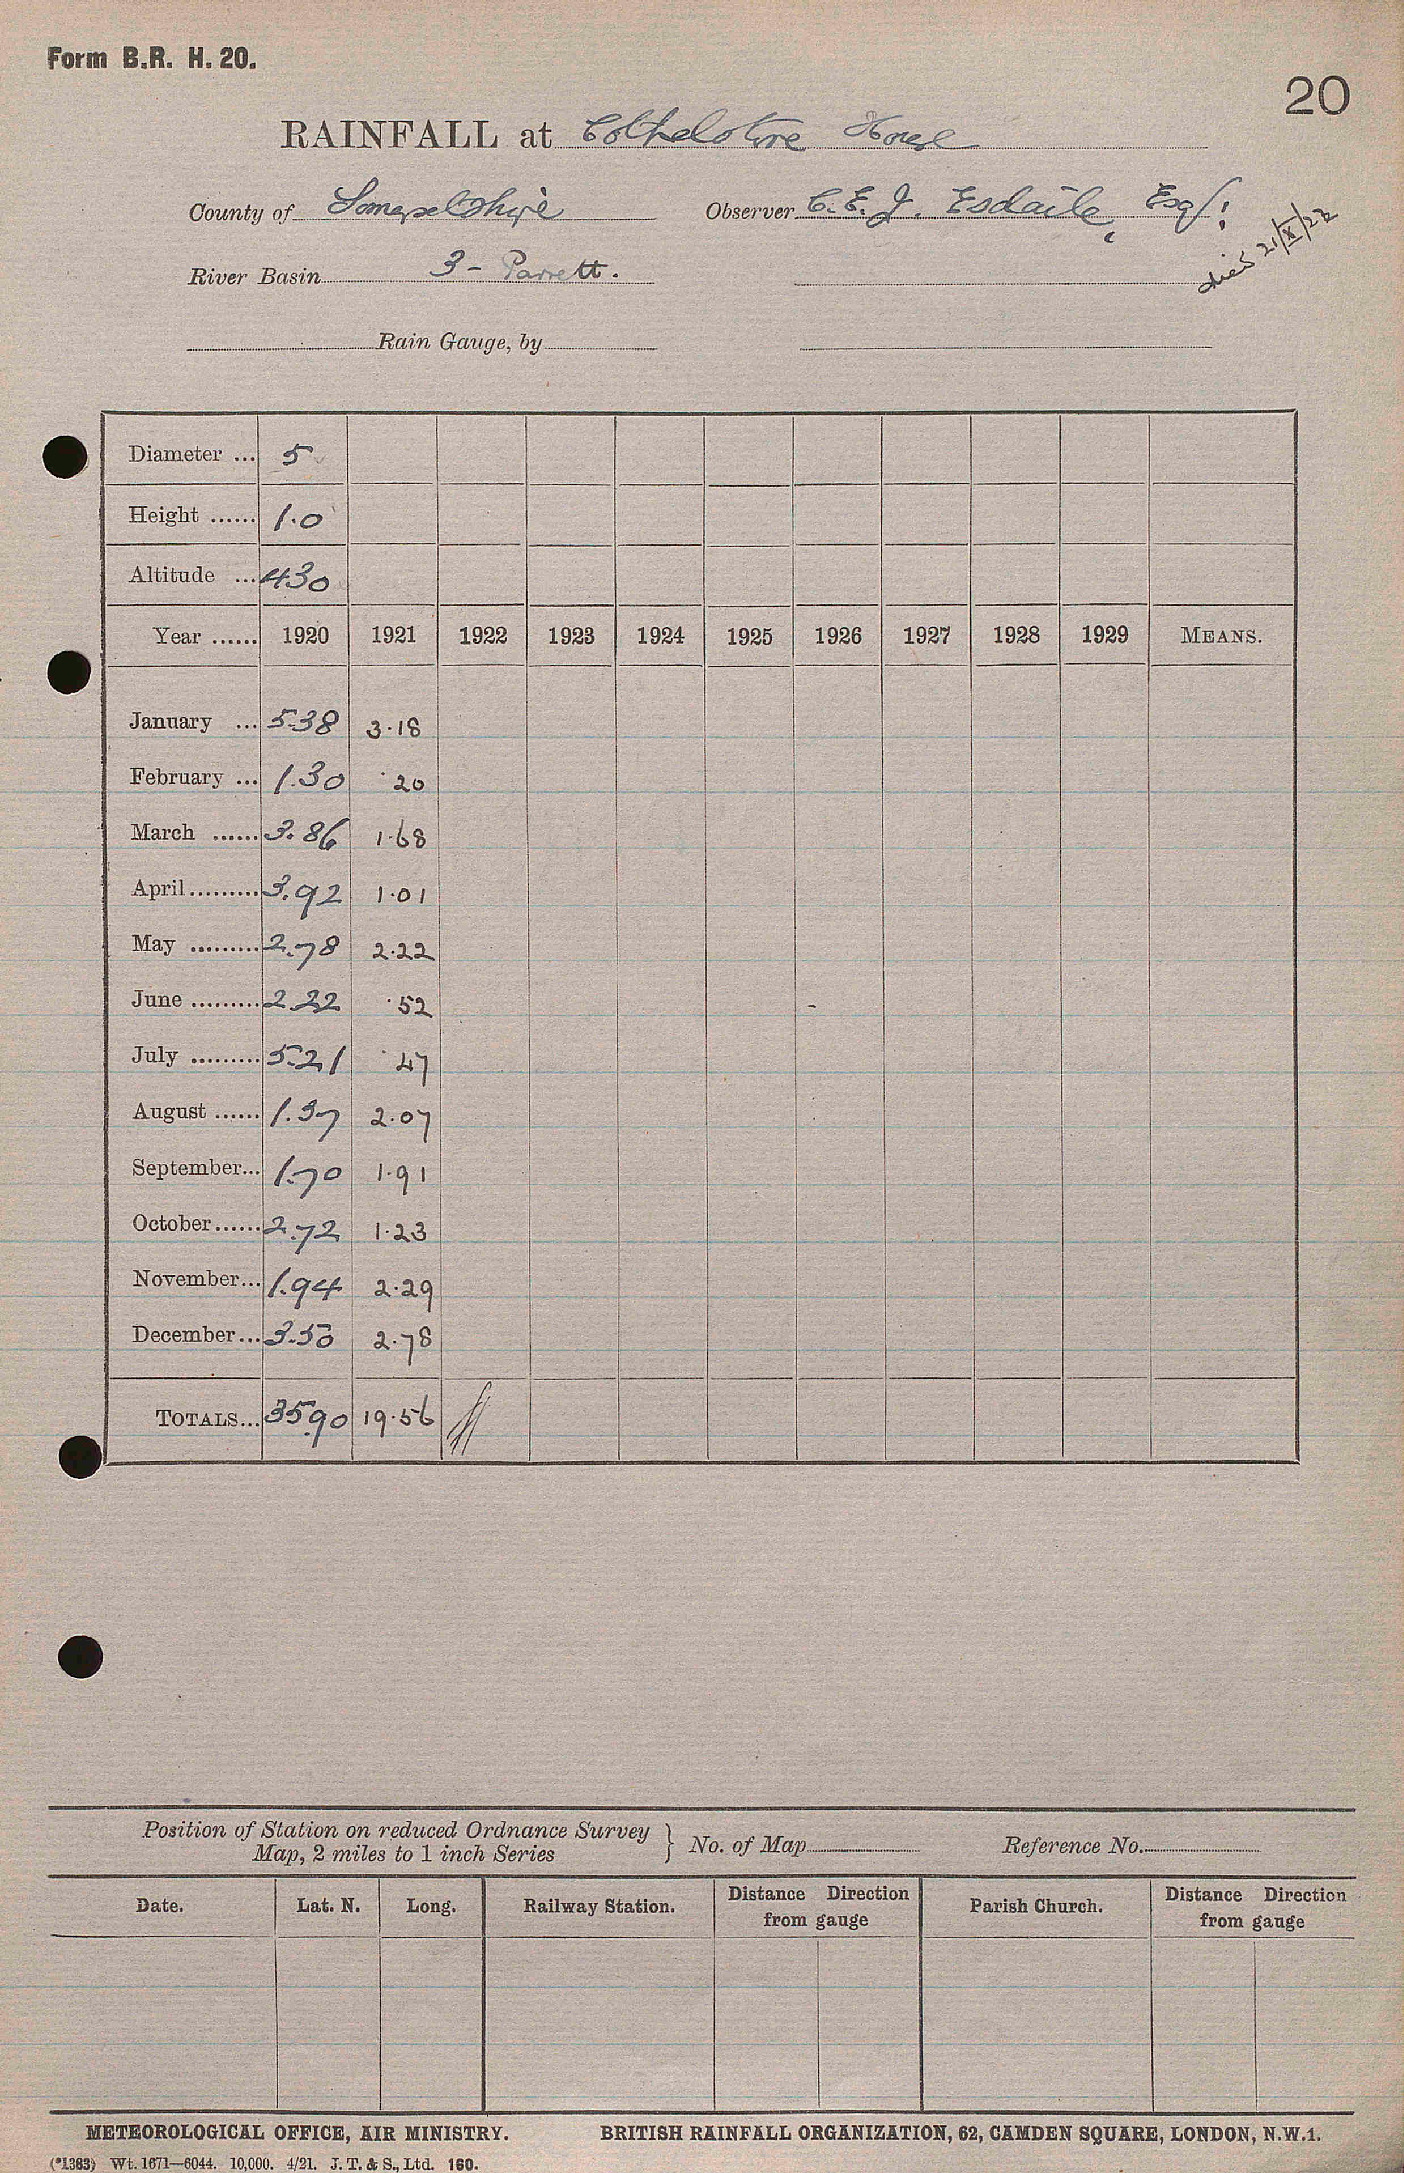 Form B.R. H. 20.
20
RAINFALL at Cothelstone House
County of Somersetshire Observer C. E. J. Esdaile, Esq:
died 21/X/22
River Basin 3 - Parrett.
Rain Gauge, by
Diameter ... 5
Height ...... 1.0
Altitude ... 430
Year ...... 1920 1921 1922 1923 1924 1925 1926 1927 1928 1929 MEANS.
January ... 5.38 3.18
February ... 1.30 .20
March ...... 3.86 1.68
April ......... 3.92 1.01
May ......... 2.78 2.22
June ......... 2.22 .52
July ......... 5.21 .47
August ...... 1.37 2.07
September ... 1.70 1.91
October ...... 2.72 1.23
November ... 1.94 2.29
December ... 3.50 2.78
TOTALS ... 35.90 19.56
Position of Station on reduced Ordnance Survey
Map, 2 miles to 1 inch Series } No. of Map Reference No.
Date. Lat. N. Long. Railway Station. Distance Direction from gauge Parish Church. Distance Direction from gauge
METEOROLOGICAL OFFICE, AIR MINISTRY. BRITISH RAINFALL ORGANIZATION, 62, CAMDEN SQUARE, LONDON, N.W.1.
(*1383) Wt. 1671—6044. 10,000. 4/21. J. T. & S., Ltd. 160.